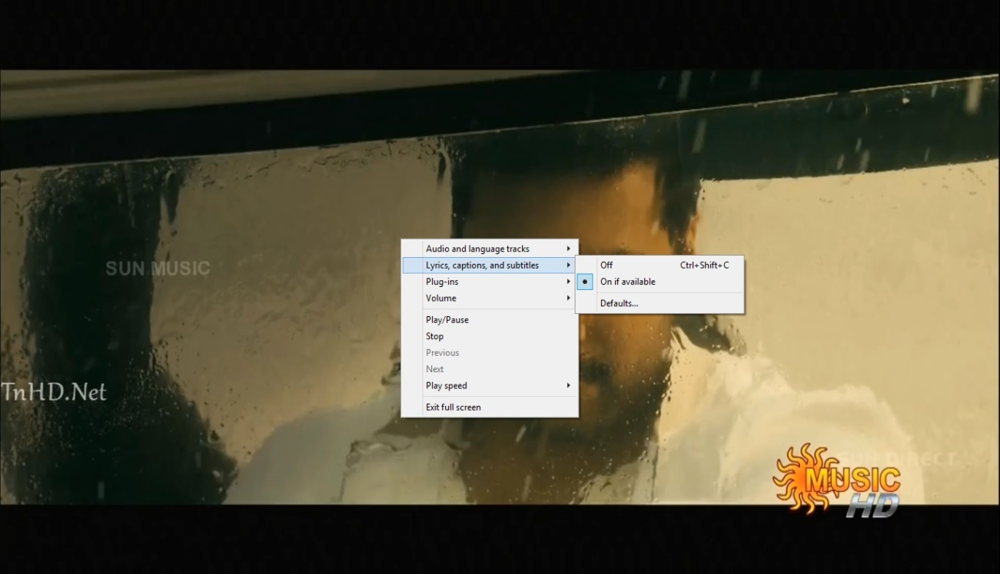 SUN MUSIC
TnHD.Net
Audio and language tracks
Lyrics, captions, and subtitles
Plug-ins
Volume
Play/Pause
Stop
Previous
Next
Play speed
Exit full screen
Off Ctrl+Shift+C
On if available
Defaults...
SUN DIRECT
MUSIC
HD